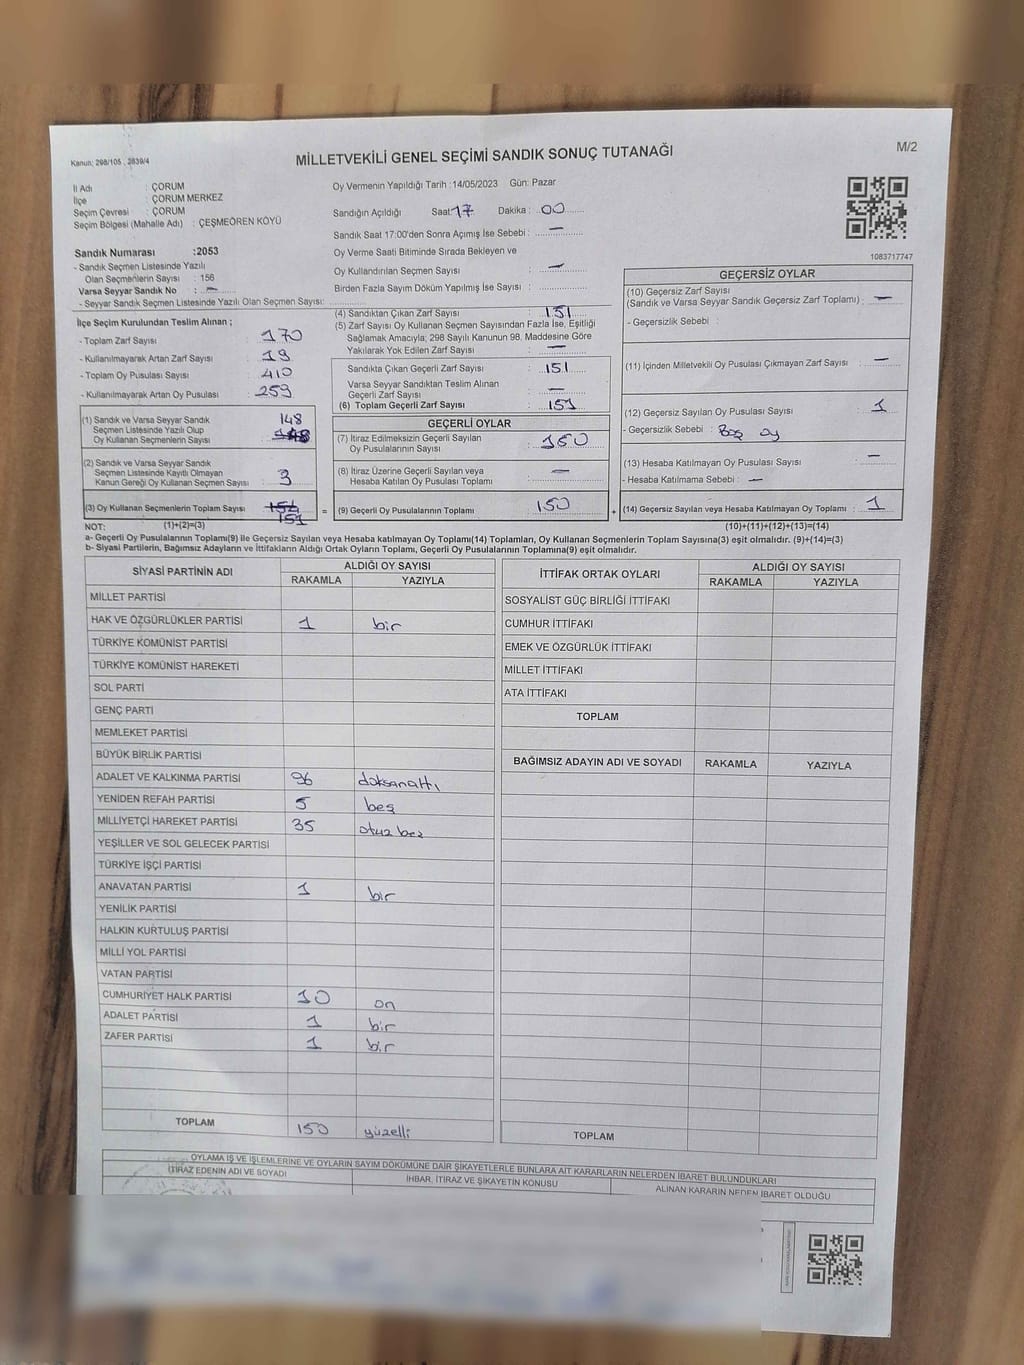 Kanun: 298/105 , 2839/4
MİLLETVEKİLİ GENEL SEÇİMİ SANDIK SONUÇ TUTANAĞI
M/2
İl Adı : ÇORUM
İlçe : ÇORUM MERKEZ
Seçim Çevresi : ÇORUM
Seçim Bölgesi (Mahalle Adı) : ÇEŞMEÖREN KÖYÜ
Sandık Numarası :2053
- Sandık Seçmen Listesinde Yazılı
Olan Seçmenlerin Sayısı : 156
Varsa Seyyar Sandık No : —
- Seyyar Sandık Seçmen Listesinde Yazılı Olan Seçmen Sayısı:
Oy Vermenin Yapıldığı Tarih :14/05/2023 Gün: Pazar
Sandığın Açıldığı Saat: 17 Dakika : 00
Sandık Saat 17:00'den Sonra Açımış İse Sebebi : —
Oy Verme Saati Bitiminde Sırada Bekleyen ve
Oy Kullandırılan Seçmen Sayısı : —
Birden Fazla Sayım Döküm Yapılmış İse Sayısı :
1083717747
İlçe Seçim Kurulundan Teslim Alınan ;
- Toplam Zarf Sayısı : 170
- Kullanılmayarak Artan Zarf Sayısı : 19
- Toplam Oy Pusulası Sayısı : 410
- Kullanılmayarak Artan Oy Pusulası : 259
(1) Sandık ve Varsa Seyyar Sandık 148
Seçmen Listesinde Yazılı Olup
Oy Kullanan Seçmenlerin Sayısı : 148
(2) Sandık ve Varsa Seyyar Sandık
Seçmen Listesinde Kayıtlı Olmayan
Kanun Gereği Oy Kullanan Seçmen Sayısı : 3
(3) Oy Kullanan Seçmenlerin Toplam Sayısı : 151
151
(4) Sandıktan Çıkan Zarf Sayısı : 151
(5) Zarf Sayısı Oy Kullanan Seçmen Sayısından Fazla İse, Eşitliği
Sağlamak Amacıyla; 298 Sayılı Kanunun 98. Maddesine Göre
Yakılarak Yok Edilen Zarf Sayısı : —
Sandıkta Çıkan Geçerli Zarf Sayısı : 151
Varsa Seyyar Sandıktan Teslim Alınan
Geçerli Zarf Sayısı : —
(6) Toplam Geçerli Zarf Sayısı : 151
GEÇERLİ OYLAR
(7) İtiraz Edilmeksizin Geçerli Sayılan
Oy Pusulalarının Sayısı : 150
(8) İtiraz Üzerine Geçerli Sayılan veya
Hesaba Katılan Oy Pusulası Toplamı : —
= (9) Geçerli Oy Pusulalarının Toplamı : 150
GEÇERSİZ OYLAR
(10) Geçersiz Zarf Sayısı
(Sandık ve Varsa Seyyar Sandık Geçersiz Zarf Toplamı) : —
- Geçersizlik Sebebi :
(11) İçinden Milletvekili Oy Pusulası Çıkmayan Zarf Sayısı : —
(12) Geçersiz Sayılan Oy Pusulası Sayısı : 1
- Geçersizlik Sebebi : Boş oy
(13) Hesaba Katılmayan Oy Pusulası Sayısı : —
- Hesaba Katılmama Sebebi : —
+ (14) Geçersiz Sayılan veya Hesaba Katılmayan Oy Toplamı : 1
NOT: (1)+(2)=(3) (10)+(11)+(12)+(13)=(14)
a- Geçerli Oy Pusulalarının Toplamı(9) ile Geçersiz Sayılan veya Hesaba katılmayan Oy Toplamı(14) Toplamları, Oy Kullanan Seçmenlerin Toplam Sayısına(3) eşit olmalıdır. (9)+(14)=(3)
b- Siyasi Partilerin, Bağımsız Adayların ve İttifakların Aldığı Ortak Oyların Toplamı, Geçerli Oy Pusulalarının Toplamına(9) eşit olmalıdır.
SİYASİ PARTİNİN ADI ALDIĞI OY SAYISI
RAKAMLA YAZIYLA
MİLLET PARTİSİ
HAK VE ÖZGÜRLÜKLER PARTİSİ 1 bir
TÜRKİYE KOMÜNİST PARTİSİ
TÜRKİYE KOMÜNİST HAREKETİ
SOL PARTİ
GENÇ PARTİ
MEMLEKET PARTİSİ
BÜYÜK BİRLİK PARTİSİ
ADALET VE KALKINMA PARTİSİ 96 doksanaltı
YENİDEN REFAH PARTİSİ 5 beş
MİLLİYETÇİ HAREKET PARTİSİ 35 otuz beş
YEŞİLLER VE SOL GELECEK PARTİSİ
TÜRKİYE İŞÇİ PARTİSİ
ANAVATAN PARTİSİ 1 bir
YENİLİK PARTİSİ
HALKIN KURTULUŞ PARTİSİ
MİLLİ YOL PARTİSİ
VATAN PARTİSİ
CUMHURİYET HALK PARTİSİ 10 on
ADALET PARTİSİ 1 bir
ZAFER PARTİSİ 1 bir
TOPLAM 150 yüzelli
İTTİFAK ORTAK OYLARI ALDIĞI OY SAYISI
RAKAMLA YAZIYLA
SOSYALİST GÜÇ BİRLİĞİ İTTİFAKI
CUMHUR İTTİFAKI
EMEK VE ÖZGÜRLÜK İTTİFAKI
MİLLET İTTİFAKI
ATA İTTİFAKI
TOPLAM
BAĞIMSIZ ADAYIN ADI VE SOYADI RAKAMLA YAZIYLA
TOPLAM
OYLAMA İŞ VE İŞLEMLERİNE VE OYLARIN SAYIM DÖKÜMÜNE DAİR ŞİKAYETLERLE BUNLARA AİT KARARLARIN NELERDEN İBARET BULUNDUKLARI
İTİRAZ EDENİN ADI VE SOYADI İHBAR, İTİRAZ VE ŞİKAYETİN KONUSU ALINAN KARARIN NEDEN İBARET OLDUĞU